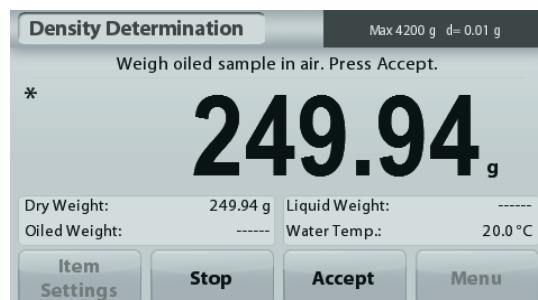 Density Determination Max 4200 g d= 0.01 g
Weigh oiled sample in air. Press Accept.
*
249.94 g
Dry Weight: 249.94 g Liquid Weight: ------
Oiled Weight: ------ Water Temp.: 20.0 °C
Item Settings Stop Accept Menu